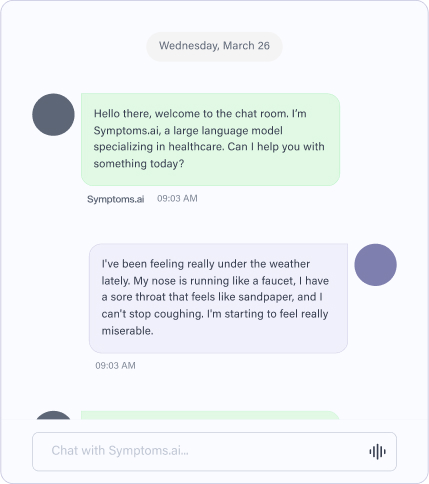 Wednesday, March 26
Hello there, welcome to the chat room. I'm
Symptoms.ai, a large language model
specializing in healthcare. Can I help you with
something today?
Symptoms.ai 09:03 AM
I've been feeling really under the weather
lately. My nose is running like a faucet, I have
a sore throat that feels like sandpaper, and I
can't stop coughing. I'm starting to feel really
miserable.
09:03 AM
Chat with Symptoms.ai...